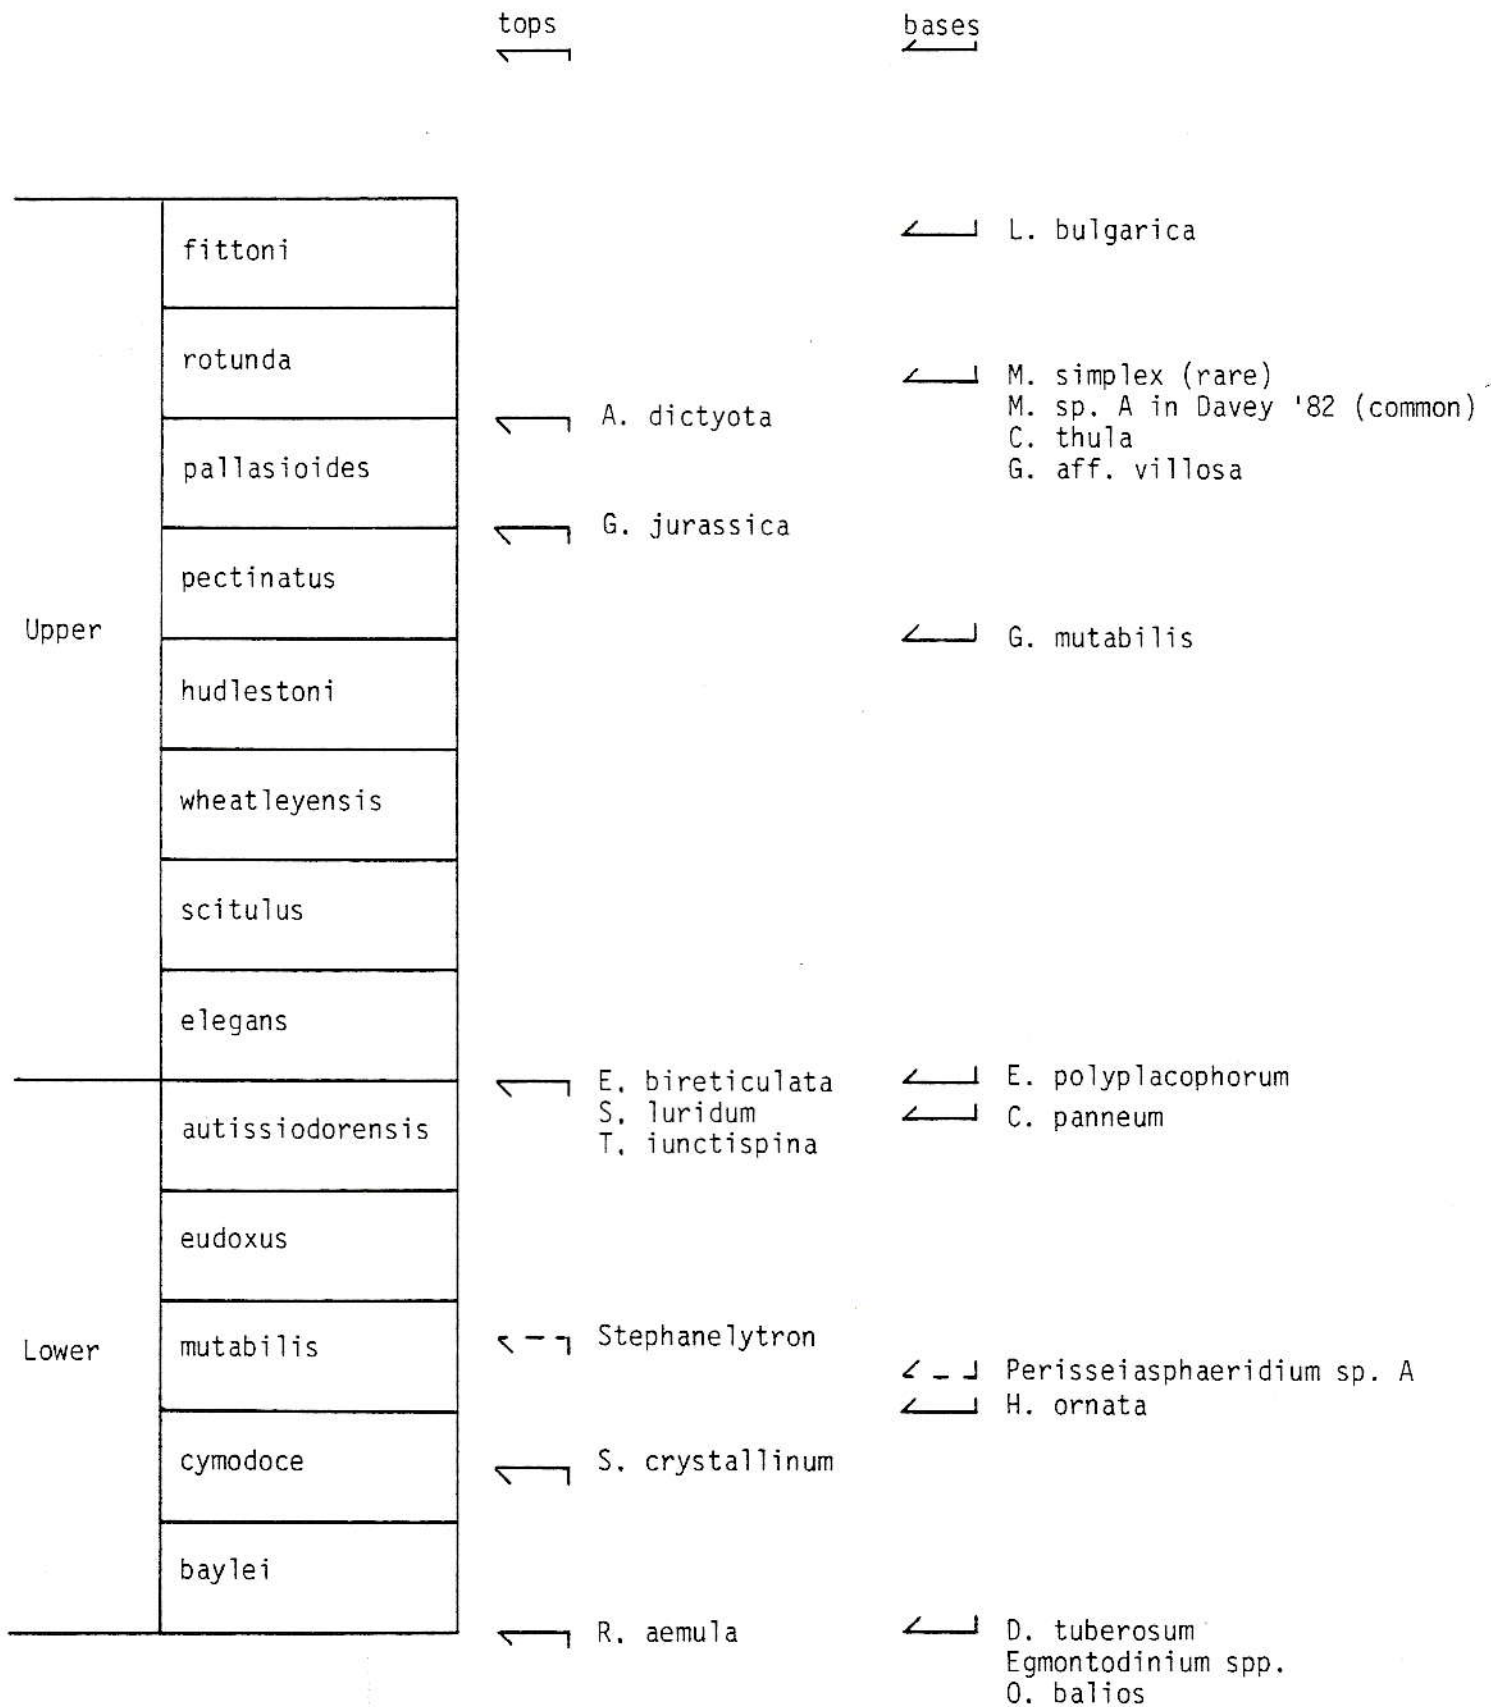 tops
bases
fittoni
L. bulgarica
rotunda
M. simplex (rare)
M. sp. A in Davey '82 (common)
A. dictyota
C. thula
pallasioides
G. aff. villosa
G. jurassica
pectinatus
Upper
G. mutabilis
hudlestoni
wheatleyensis
scitulus
elegans
E. bireticulata
E. polyplacophorum
S. luridum
C. panneum
autissiodorensis
T. iunctispina
eudoxus
Lower
mutabilis
Stephanelytron
Perisseiasphaeridium sp. A
H. ornata
cymodoce
S. crystallinum
baylei
R. aemula
D. tuberosum
Egmontodinium spp.
O. balios